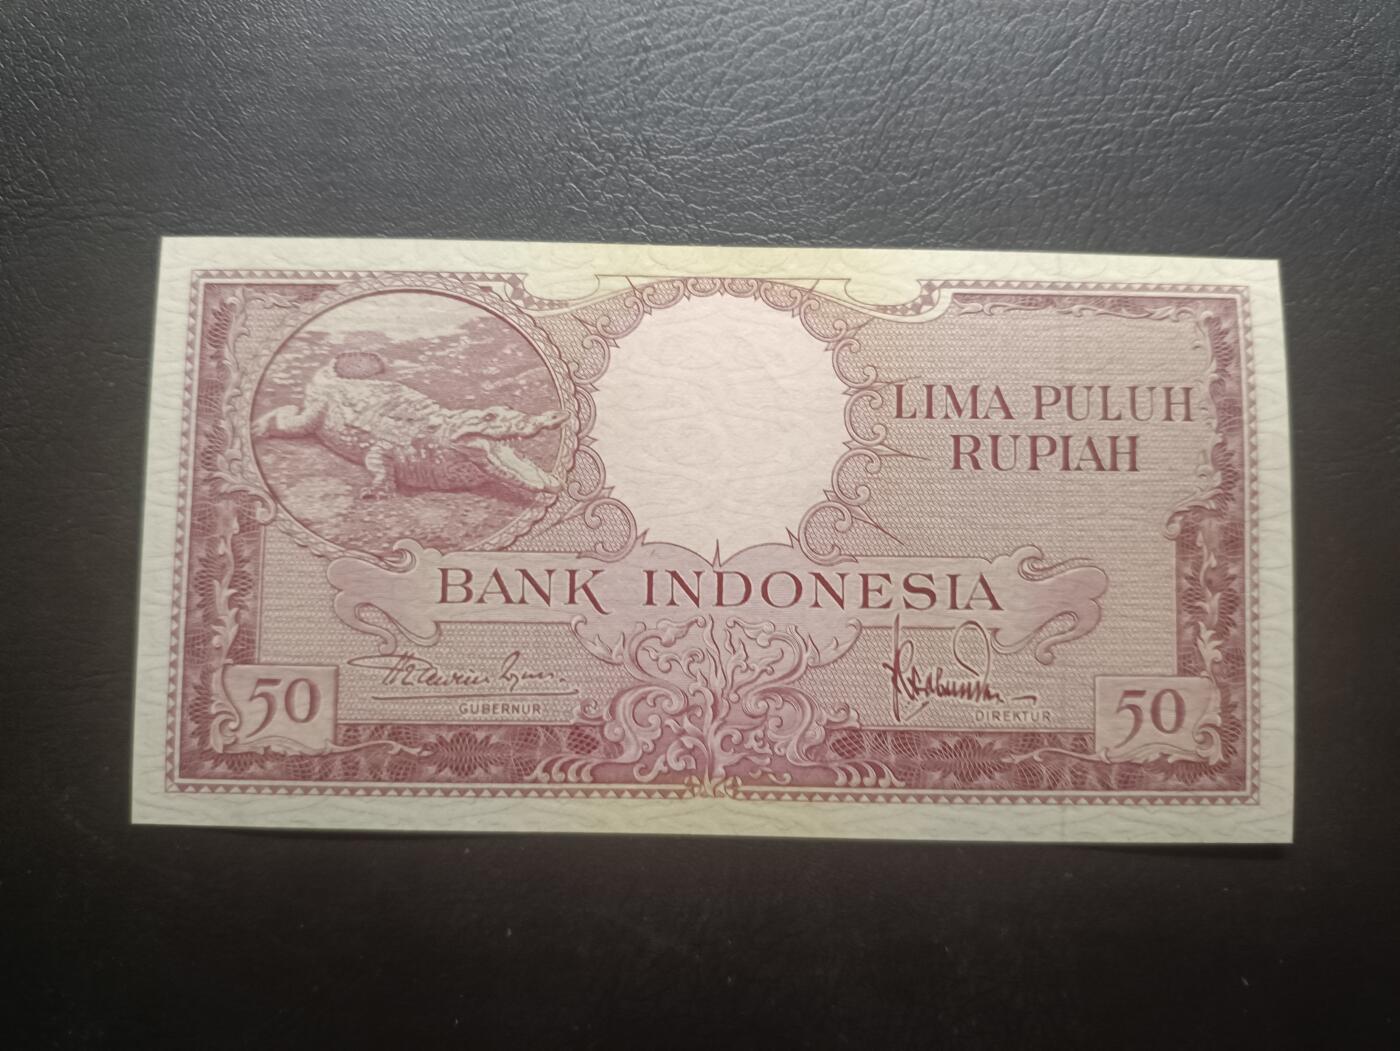 LIMA PULUH
RUPIAH
BANK INDONESIA
GUBERNUR
DIREKTUR
50
50